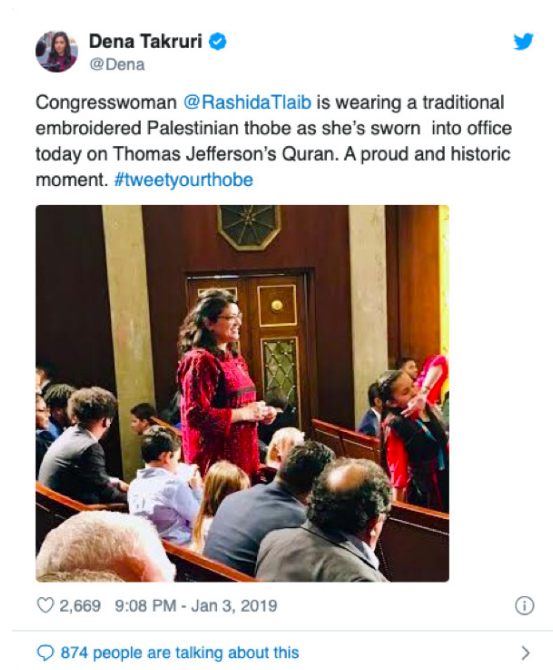 Dena Takruri
@Dena
Congresswoman @RashidaTlaib is wearing a traditional
embroidered Palestinian thobe as she's sworn  into office
today on Thomas Jefferson's Quran. A proud and historic
moment. #tweetyourthobe
2,669 9:08 PM - Jan 3, 2019
874 people are talking about this